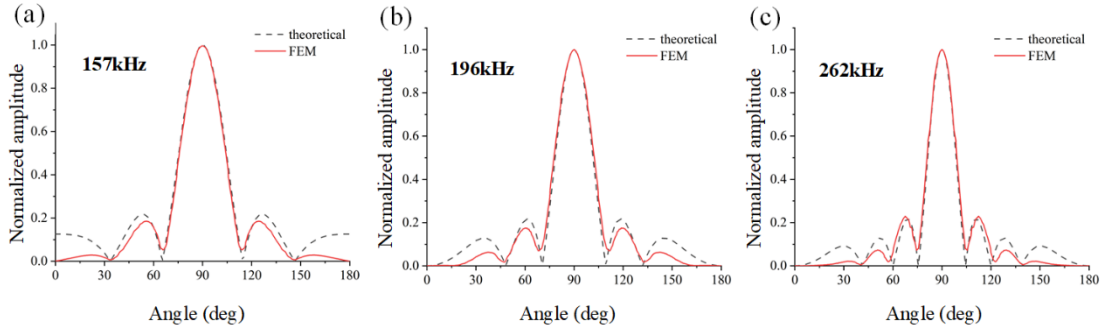 (a)
157kHz
theoretical
FEM
Normalized amplitude
1.0
0.8
0.6
0.4
0.2
0.0
0 30 60 90 120 150 180
Angle (deg)
(b)
196kHz
theoretical
FEM
Normalized amplitude
1.0
0.8
0.6
0.4
0.2
0.0
0 30 60 90 120 150 180
Angle (deg)
(c)
262kHz
theoretical
FEM
Normalized amplitude
1.0
0.8
0.6
0.4
0.2
0.0
0 30 60 90 120 150 180
Angle (deg)